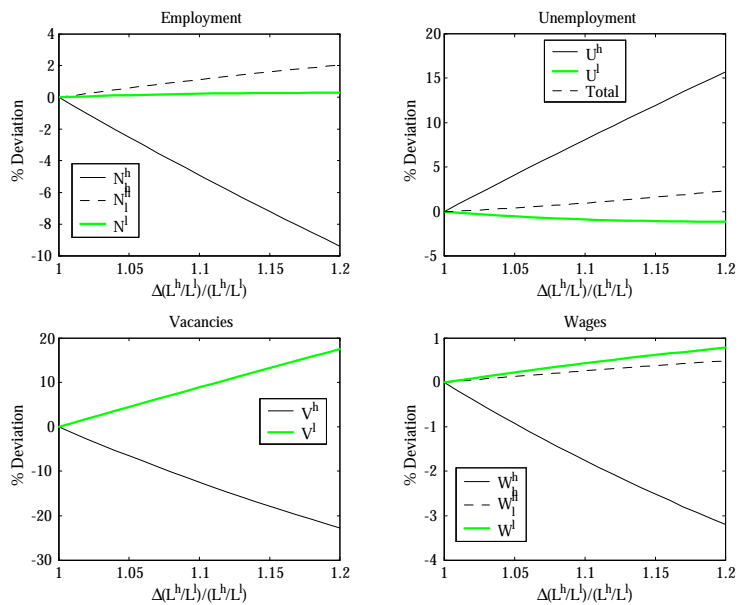 Employment
% Deviation
4
2
0
-2
-4
-6
-8
-10
N^h_h
N^h_l
N^l
1 1.05 1.1 1.15 1.2
Δ(L^h/L^l)/(L^h/L^l)
Unemployment
% Deviation
20
15
10
5
0
-5
U^h
U^l
Total
1 1.05 1.1 1.15 1.2
Δ(L^h/L^l)/(L^h/L^l)
Vacancies
% Deviation
20
10
0
-10
-20
-30
V^h
V^l
1 1.05 1.1 1.15 1.2
Δ(L^h/L^l)/(L^h/L^l)
Wages
% Deviation
1
0
-1
-2
-3
-4
W^h_h
W^h_l
W^l
1 1.05 1.1 1.15 1.2
Δ(L^h/L^l)/(L^h/L^l)